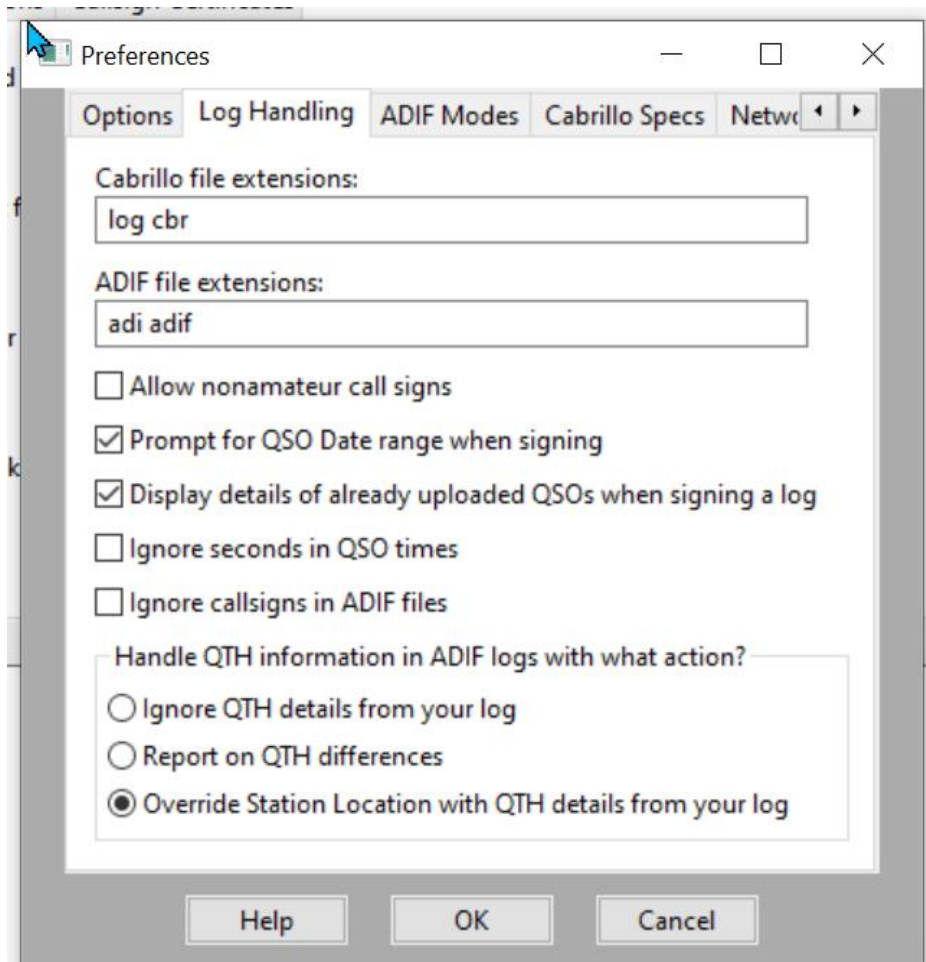 Preferences
Options Log Handling ADIF Modes Cabrillo Specs
Cabrillo file extensions:
log cbr
ADIF file extensions:
adi adif
Allow nonamateur call signs
Prompt for QSO Date range when signing
Display details of already uploaded QSOs when signing a log
Ignore seconds in QSO times
Ignore callsigns in ADIF files
Handle QTH information in ADIF logs with what action?
Ignore QTH details from your log
Report on QTH differences
Override Station Location with QTH details from your log
Help OK Cancel